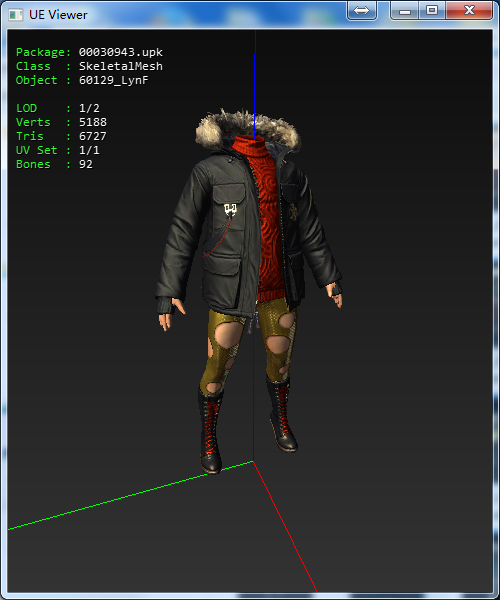 UE Viewer
Package: 00030943.upk
Class : SkeletalMesh
Object : 60129_LynF
LOD : 1/2
Verts : 5188
Tris : 6727
UV Set : 1/1
Bones : 92